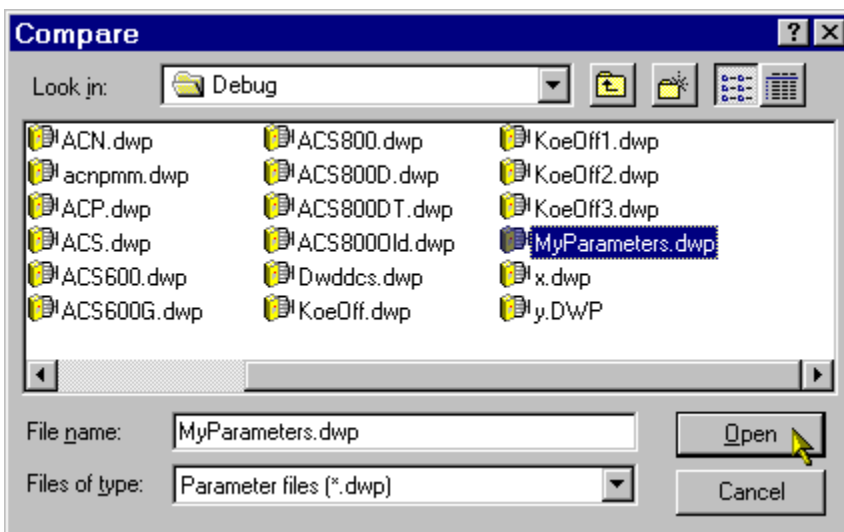 Compare
Look in: Debug
ACN.dwp ACS800.dwp KoeOff1.dwp
acnpmm.dwp ACS800D.dwp KoeOff2.dwp
ACP.dwp ACS800DT.dwp KoeOff3.dwp
ACS.dwp ACS800Old.dwp MyParameters.dwp
ACS600.dwp Dwddcs.dwp x.dwp
ACS600G.dwp KoeOff.dwp y.DWP
File name: MyParameters.dwp Open
Files of type: Parameter files (*.dwp) Cancel